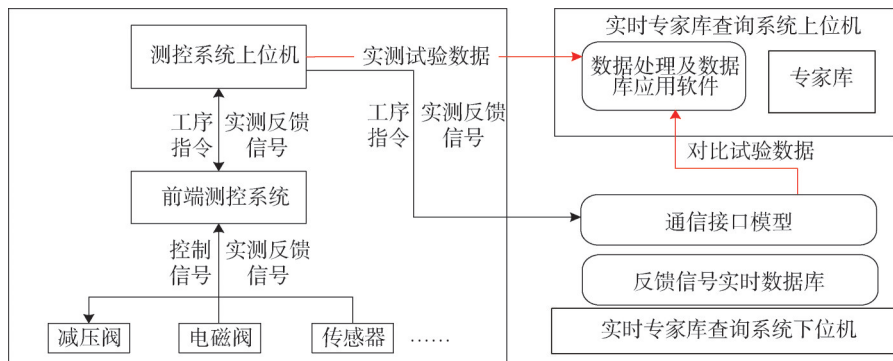 测控系统上位机
实测试验数据
实时专家库查询系统上位机
数据处理及数据
库应用软件
专家库
工序
指令
实测反馈
信号
工序
指令
实测反馈
信号
对比试验数据
前端测控系统
通信接口模型
控制
信号
实测反馈
信号
反馈信号实时数据库
减压阀
电磁阀
传感器
……
实时专家库查询系统下位机